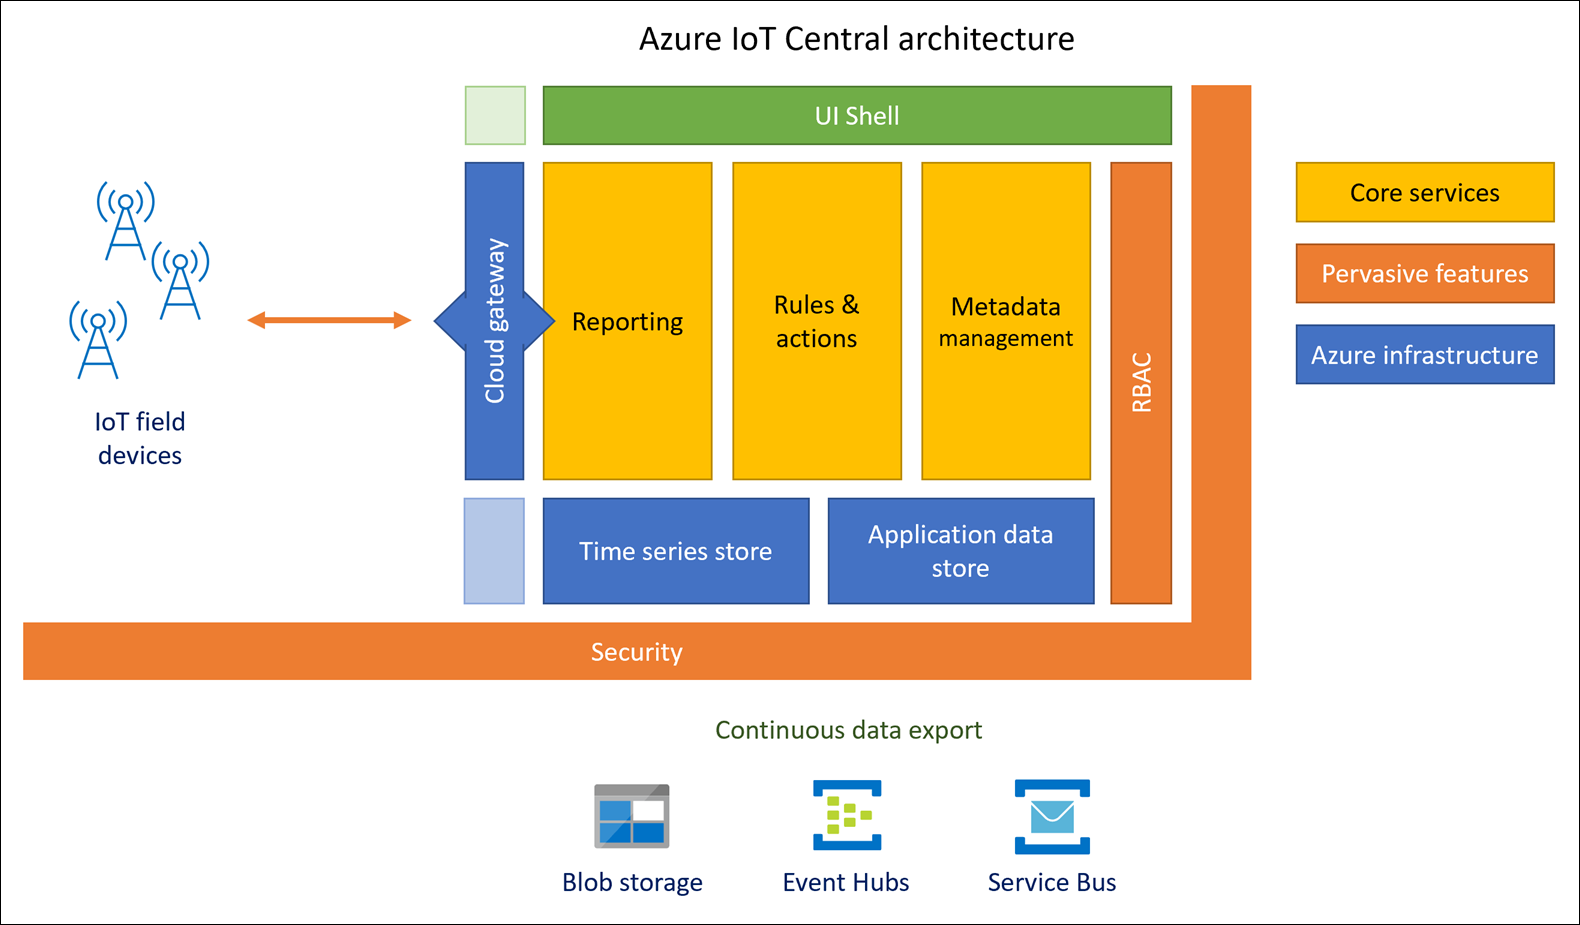 Azure IoT Central architecture
UI Shell
Cloud gateway
Reporting
Rules &
actions
Metadata
management
RBAC
Core services
Pervasive features
Azure infrastructure
IoT field
devices
Time series store
Application data
store
Security
Continuous data export
Blob storage
Event Hubs
Service Bus